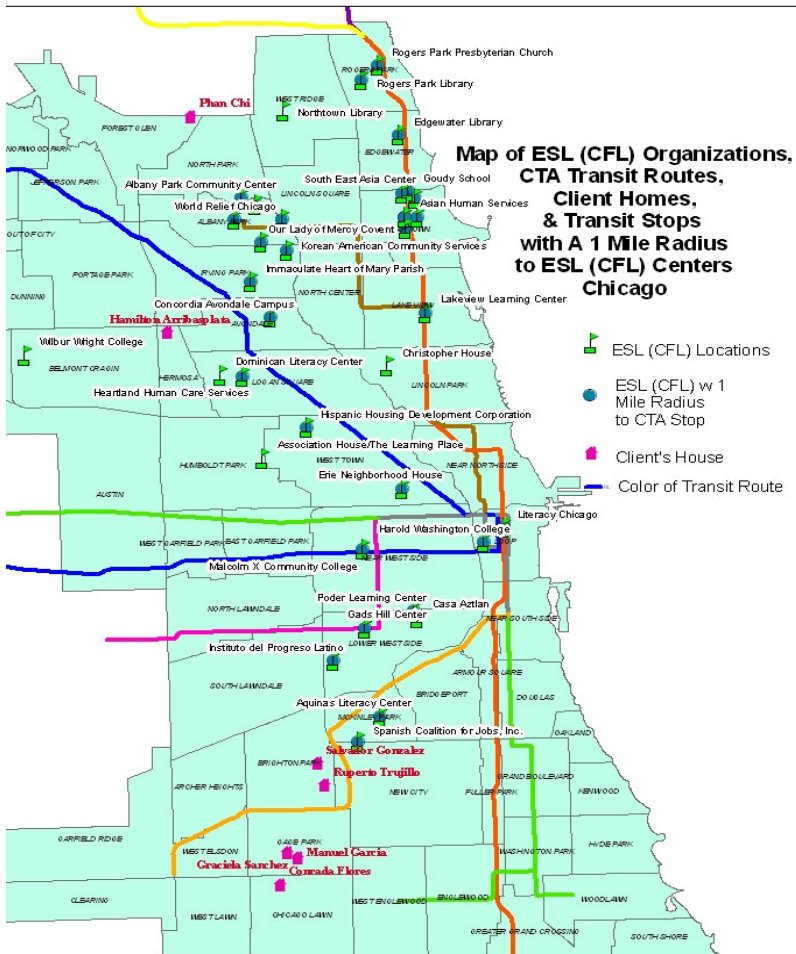 Rogers Park Presbyterian Church
ROGERS PARK
Rogers Park Library
Phan Chi
WEST RIDGE
Northtown Library
FOREST GLEN
Edgewater Library
NORWOOD PARK
EDGEWATER
Map of ESL (CFL) Organizations,
CTA Transit Routes,
Client Homes,
& Transit Stops
with A 1 Mile Radius
to ESL (CFL) Centers
Chicago
NORTH PARK
JEFFERSON PARK
South East Asia Center
Goudy School
Albany Park Community Center
LINCOLN SQUARE
Asian Human Services
World Relief Chicago
ALBANY PARK
Our Lady of Mercy Covent
OUT OF CITY
Korean American Community Services
PORTAGE PARK
IRVING PARK
Immaculate Heart of Mary Parish
NORTH CENTER
DUNNING
Concordia Avondale Campus
LAKE VIEW
Lakeview Learning Center
Hamilton Arribasplata
AVONDALE
Wilbur Wright College
ESL (CFL) Locations
Christopher House
Dominican Literacy Center
BELMONT CRAGIN
HERMOSA
LOGAN SQUARE
LINCOLN PARK
ESL (CFL) w 1
Mile Radius
to CTA Stop
Heartland Human Care Services
Hispanic Housing Development Corporation
Association House/The Learning Place
Client's House
WEST TOWN
HUMBOLDT PARK
NEAR NORTH SIDE
Erie Neighborhood House
Color of Transit Route
AUSTIN
Literacy Chicago
Harold Washington College
WEST GARFIELD PARK
EAST GARFIELD PARK
LOOP
NEAR WEST SIDE
Malcolm X Community College
Poder Learning Center
NORTH LAWNDALE
Casa Aztlan
Gads Hill Center
NEAR SOUTH SIDE
LOWER WEST SIDE
Instituto del Progreso Latino
ARMOUR SQUARE
SOUTH LAWNDALE
BRIDGEPORT
DOUGLAS
Aquinas Literacy Center
MCKINLEY PARK
Spanish Coalition for Jobs, Inc.
OAKLAND
Salvador Gonzalez
BRIGHTON PARK
Ruperto Trujillo
GRAND BOULEVARD
ARCHER HEIGHTS
NEW CITY
FULLER PARK
KENWOOD
GARFIELD RIDGE
GAGE PARK
HYDE PARK
WEST ELSDON
Manuel Garcia
WASHINGTON PARK
Graciela Sanchez
Concada Flores
CLEARING
WEST ENGLEWOOD
ENGLEWOOD
WOODLAWN
WEST LAWN
CHICAGO LAWN
GREATER GRAND CROSSING
SOUTH SHORE